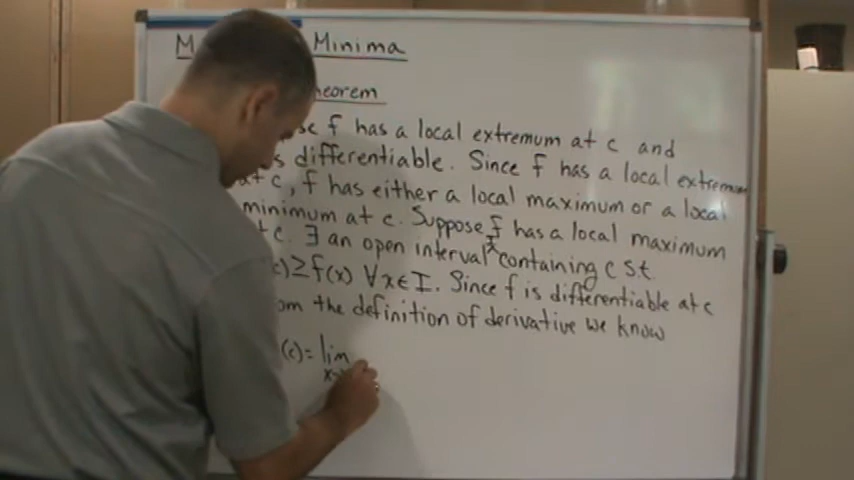 M Minima
eorem
se f has a local extremum at c and
s differentiable. Since f has a local extremum
at c, f has either a local maximum or a local
minimum at c. Suppose f has a local maximum
t c. ∃ an open interval I containing c s.t.
c) ≥ f(x) ∀ x ∈ I. Since f is differentiable at c
om the definition of derivative we know
(c) = lim
x→